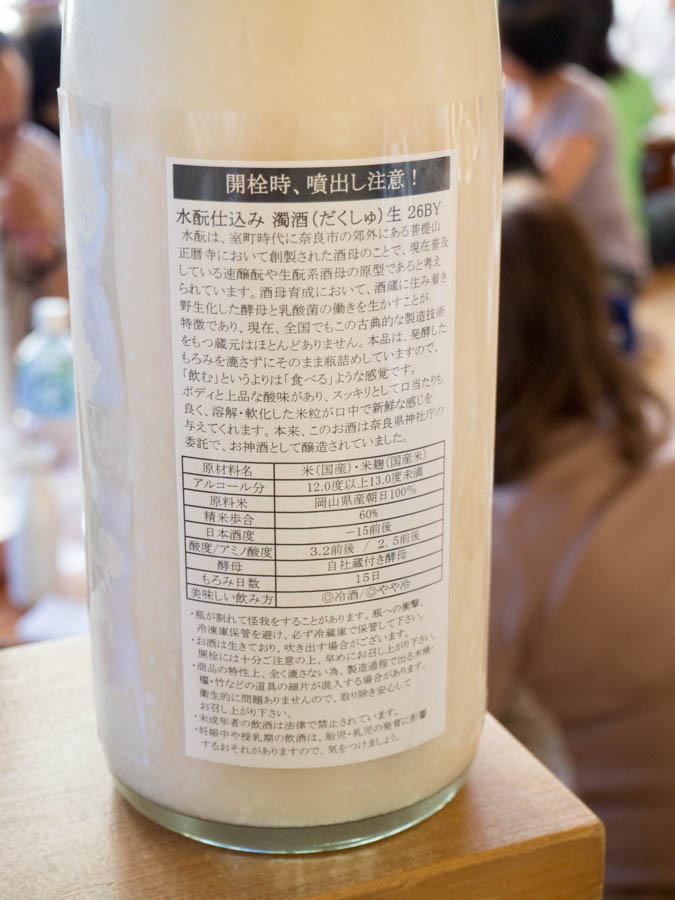 開栓時、噴出し注意！
水酛仕込み 濁酒(だくしゅ)生 26BY
水酛は、室町時代に奈良市の郊外にある菩提山
正暦寺において創製された酒母のことで、現在普及
している速醸酛や生酛系酒母の原型であると考え
られています。酒母育成において、酒蔵に住み着き
野生化した酵母と乳酸菌の働きを生かすことが
特徴であり、現在、全国でもこの古典的な製造技術
をもつ蔵元はほとんどありません。本品は、発酵した
もろみを漉さずにそのまま瓶詰めしていますので、
「飲む」というよりは「食べる」ような感覚です。
ボディと上品な酸味があり、スッキリとして口当たりも
良く、溶解・軟化した米粒が口中で新鮮な感じを
与えてくれます。本来、このお酒は奈良県神社庁の
委託で、お神酒として醸造されていました。
原材料名 米(国産)・米麹(国産米)
アルコール分 12.0度以上13.0度未満
原料米 岡山県産朝日100%
精米歩合 60%
日本酒度 －15前後
酸度/アミノ酸度 3.2前後 / 2.5前後
酵母 自社蔵付き酵母
もろみ日数 15日
美味しい飲み方 ◎冷酒/◎やや冷
・瓶が割れて怪我をすることがあります。瓶への衝撃、
冷凍庫保管を避け、必ず冷蔵庫で保管して下さい。
・お酒は生きており、吹き出す場合がございます。
開栓には十分ご注意の上、早めにお召し上がり下さい。
・商品の特性上、全く漉さない為、製造過程で出る木桶・
櫂・竹などの道具の細片が混入する場合があります。
衛生的に問題ありませんので、取り除き安心して
お召し上がり下さい。
・未成年者の飲酒は法律で禁止されています。
・妊娠中や授乳期の飲酒は、胎児・乳児の発育に影響
するおそれがありますので、気をつけましょう。